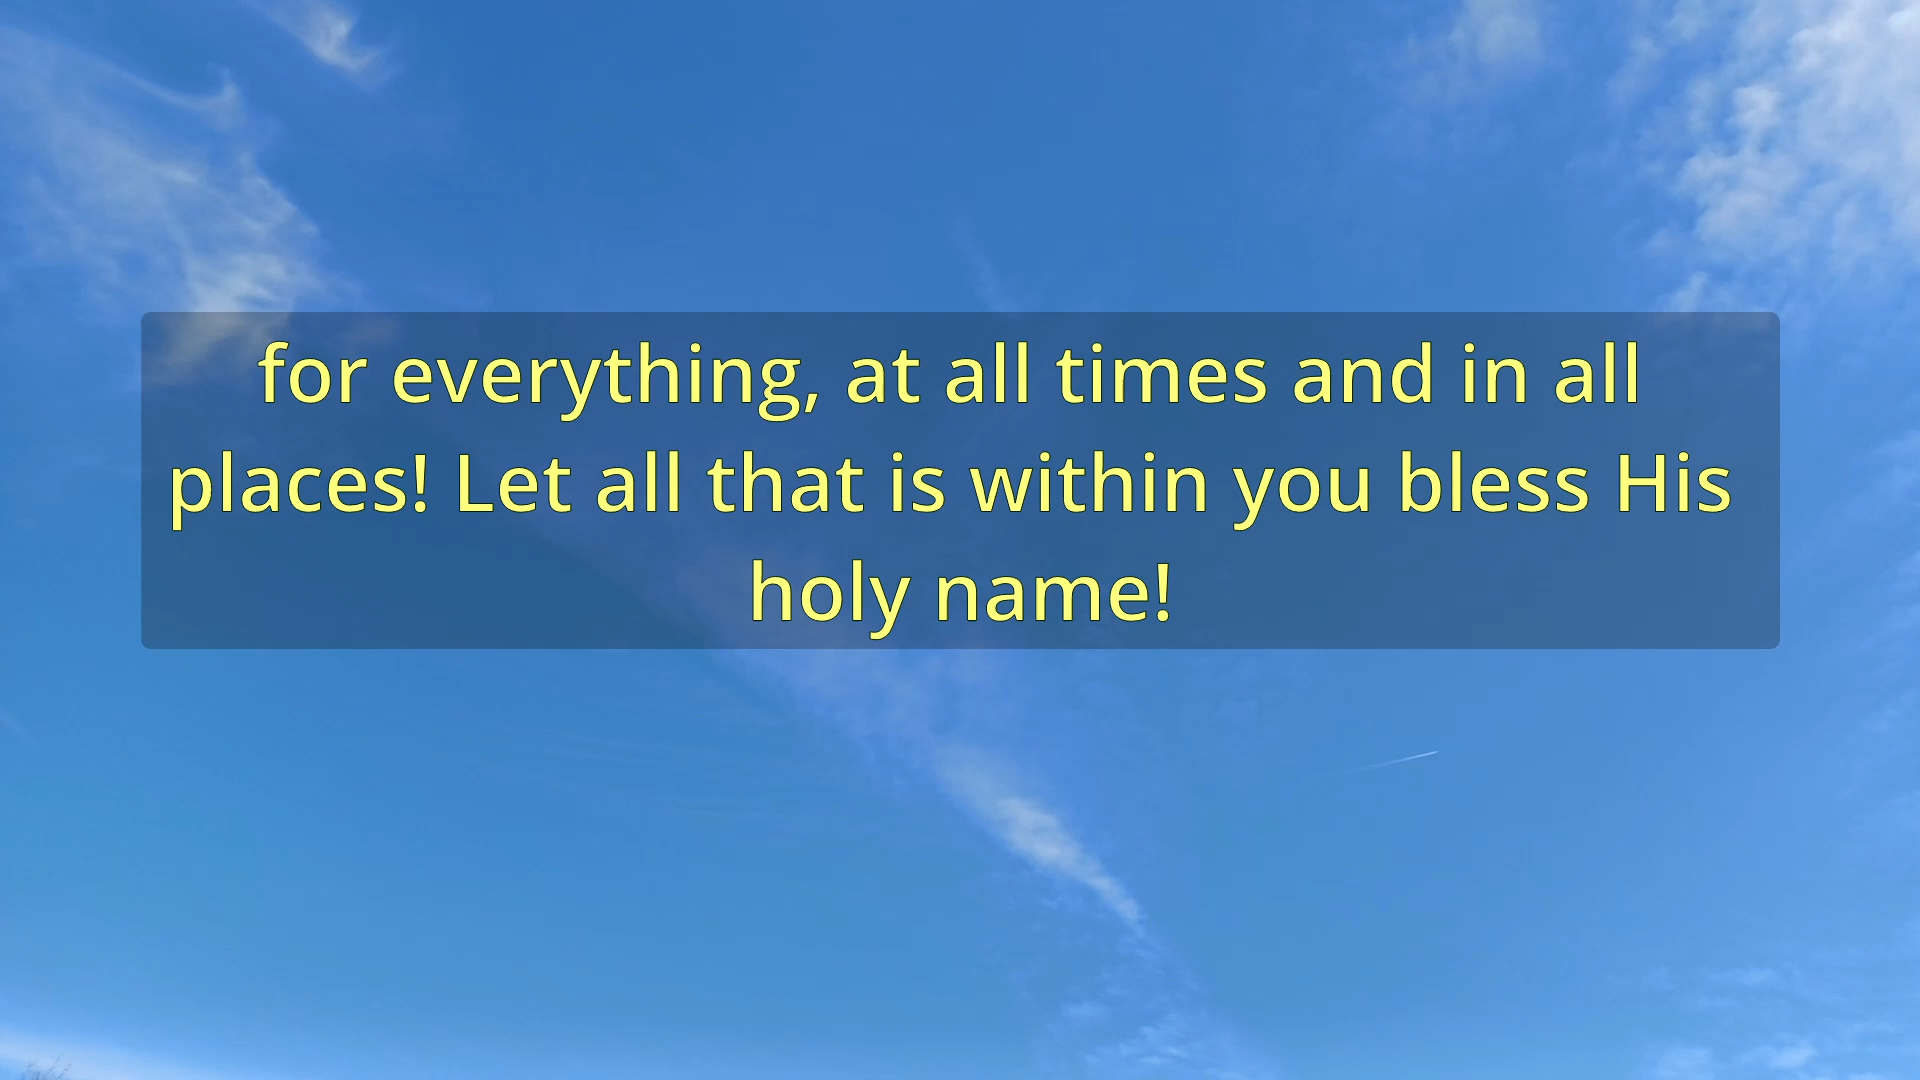 for everything, at all times and in all
places! Let all that is within you bless His
holy name!